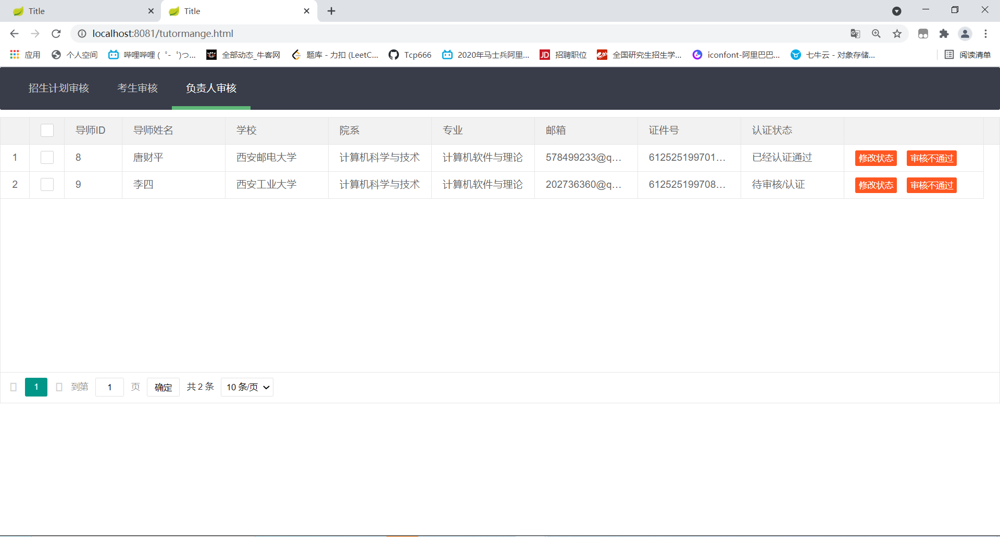 Title
Title
localhost:8081/tutormange.html
应用 个人空间 哔哩哔哩 ( ゜- ゜)つ... 全部动态_牛客网 题库 - 力扣 (LeetC... Tcp666 2020年马士兵阿里... JD 招聘职位 全国研究生招生学... iconfont-阿里巴巴... 七牛云 - 对象存储... 阅读清单
招生计划审核 考生审核 负责人审核
导师ID 导师姓名 学校 院系 专业 邮箱 证件号 认证状态
1 8 唐财平 西安邮电大学 计算机科学与技术 计算机软件与理论 578499233@q... 612525199701... 已经认证通过 修改状态 审核不通过
2 9 李四 西安工业大学 计算机科学与技术 计算机软件与理论 202736360@q... 612525199708... 待审核/认证 修改状态 审核不通过
1 到第 1 页 确定 共 2 条 10 条/页